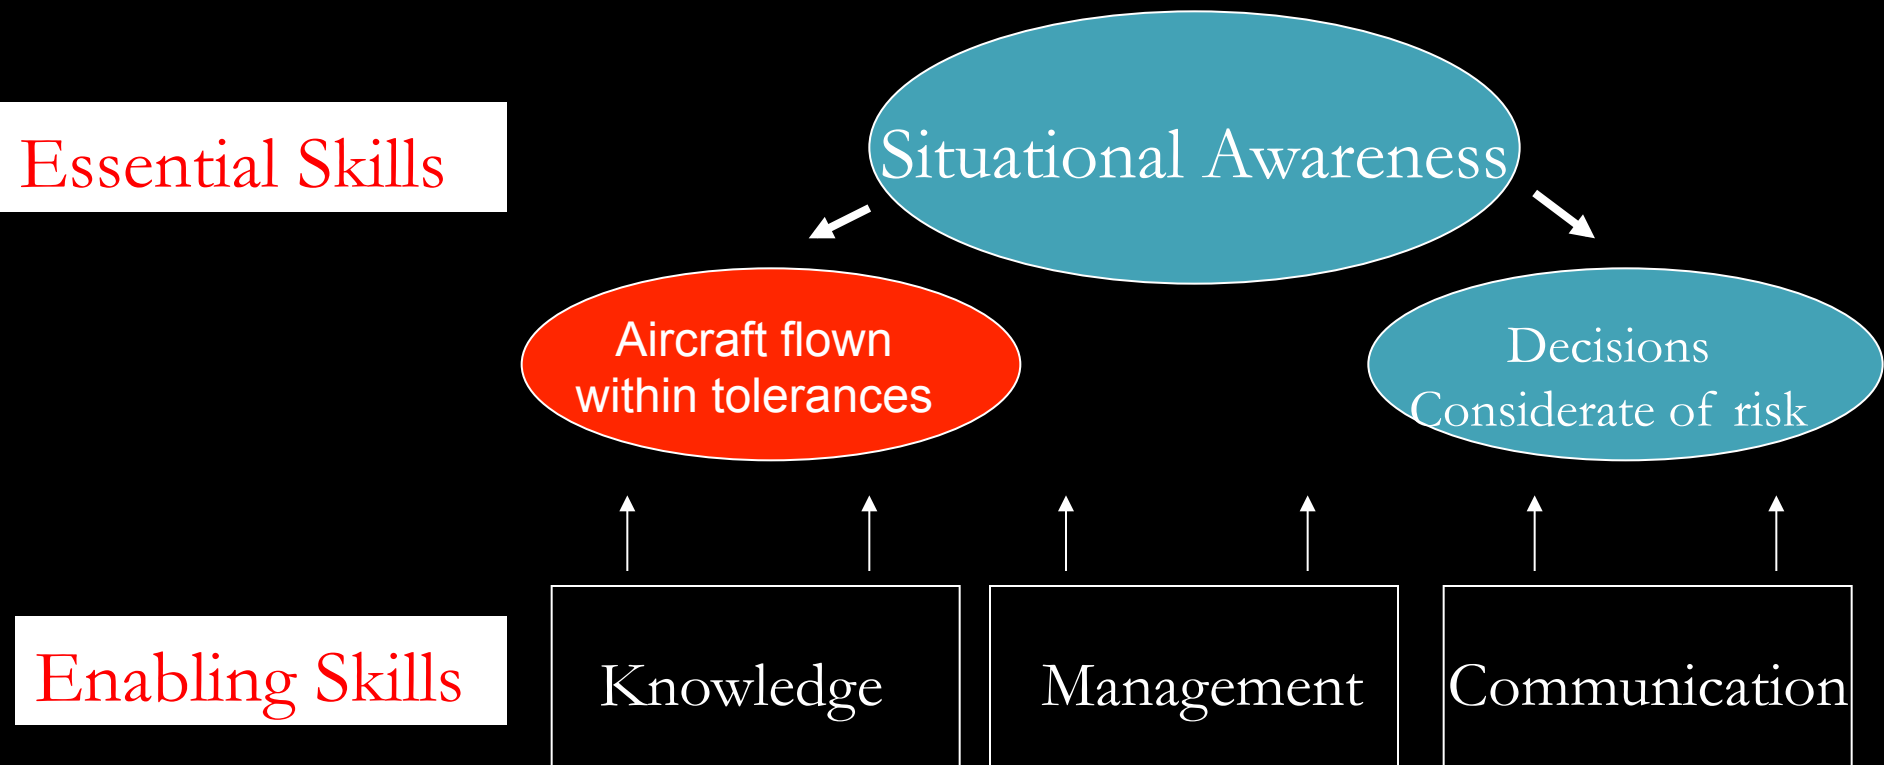 Essential Skills
Situational Awareness
Aircraft flown
within tolerances
Decisions
Considerate of risk
Enabling Skills
Knowledge
Management
Communication